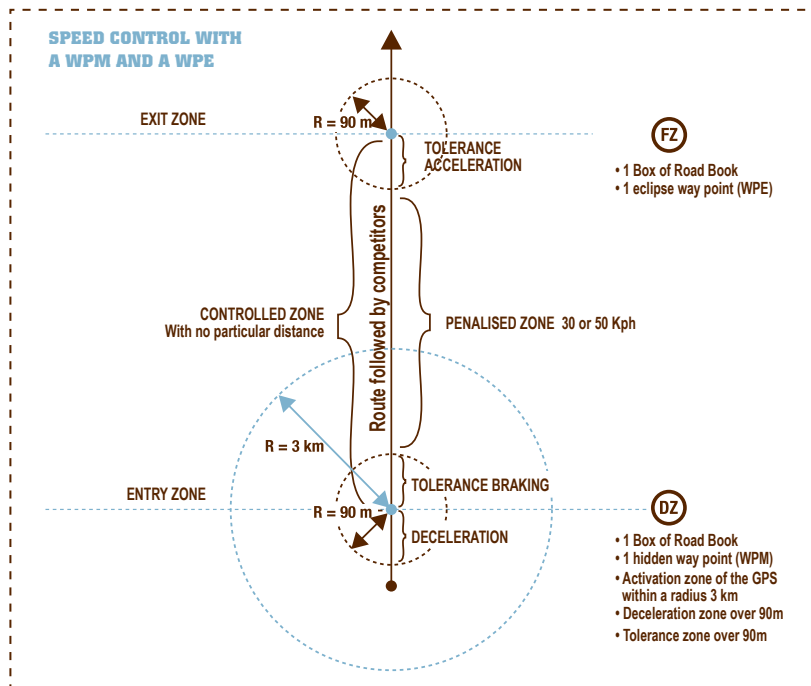 SPEED CONTROL WITH
A WPM AND A WPE
EXIT ZONE
R = 90 m
TOLERANCE
ACCELERATION
FZ
• 1 Box of Road Book
• 1 eclipse way point (WPE)
Route followed by competitors
CONTROLLED ZONE
With no particular distance
PENALISED ZONE 30 or 50 Kph
R = 3 km
ENTRY ZONE
R = 90 m
TOLERANCE BRAKING
DECELERATION
DZ
• 1 Box of Road Book
• 1 hidden way point (WPM)
• Activation zone of the GPS
within a radius 3 km
• Deceleration zone over 90m
• Tolerance zone over 90m